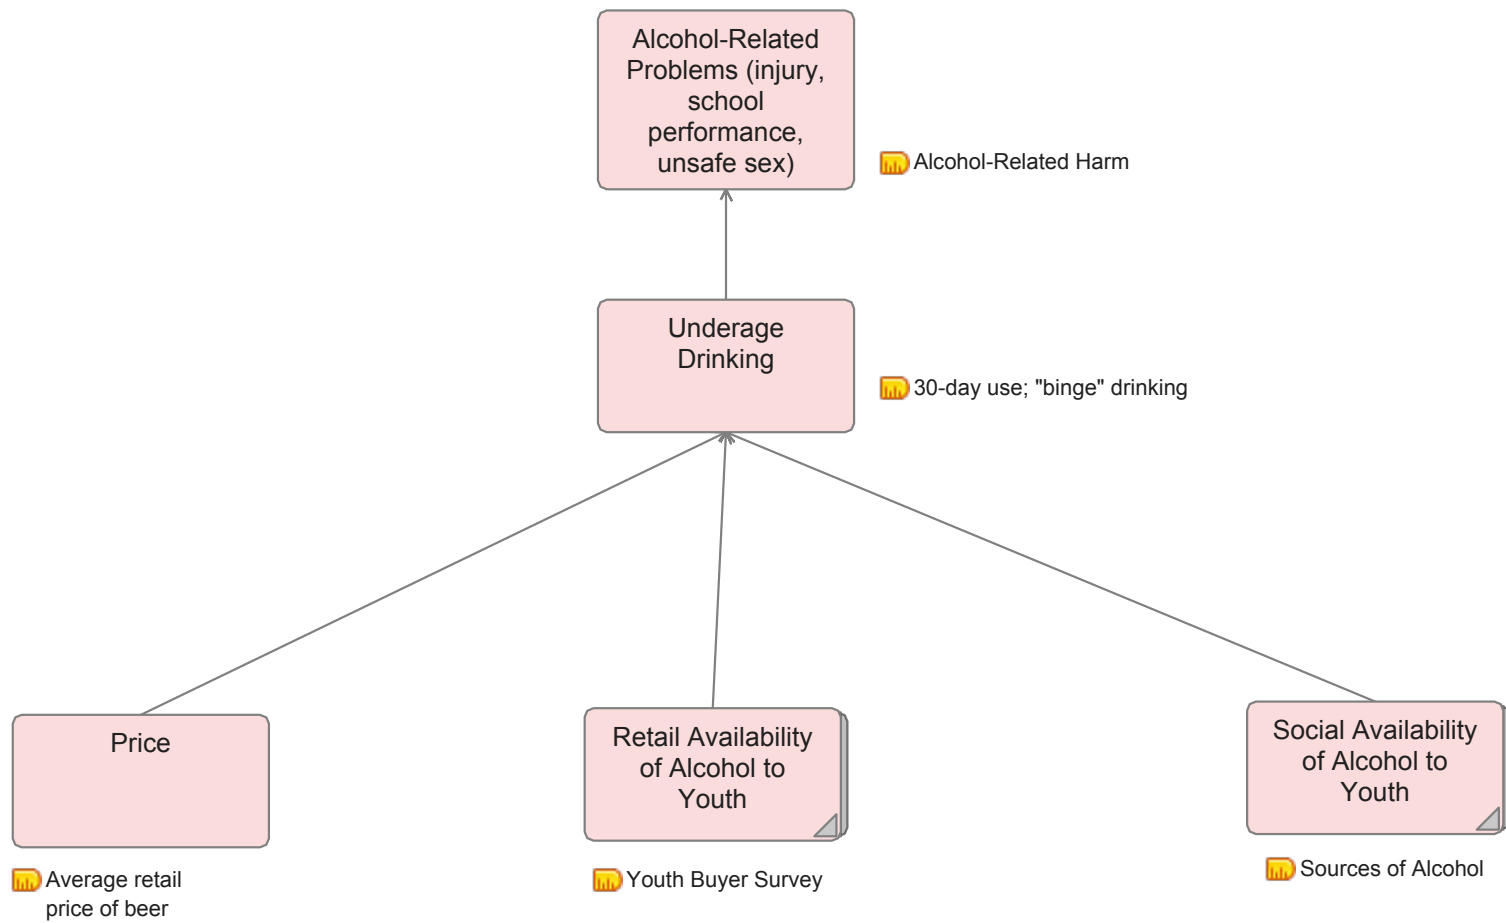 Alcohol-Related
Problems (injury,
school
performance,
unsafe sex)
Alcohol-Related Harm
Underage
Drinking
30-day use; "binge" drinking
Price
Average retail
price of beer
Retail Availability
of Alcohol to
Youth
Youth Buyer Survey
Social Availability
of Alcohol to
Youth
Sources of Alcohol